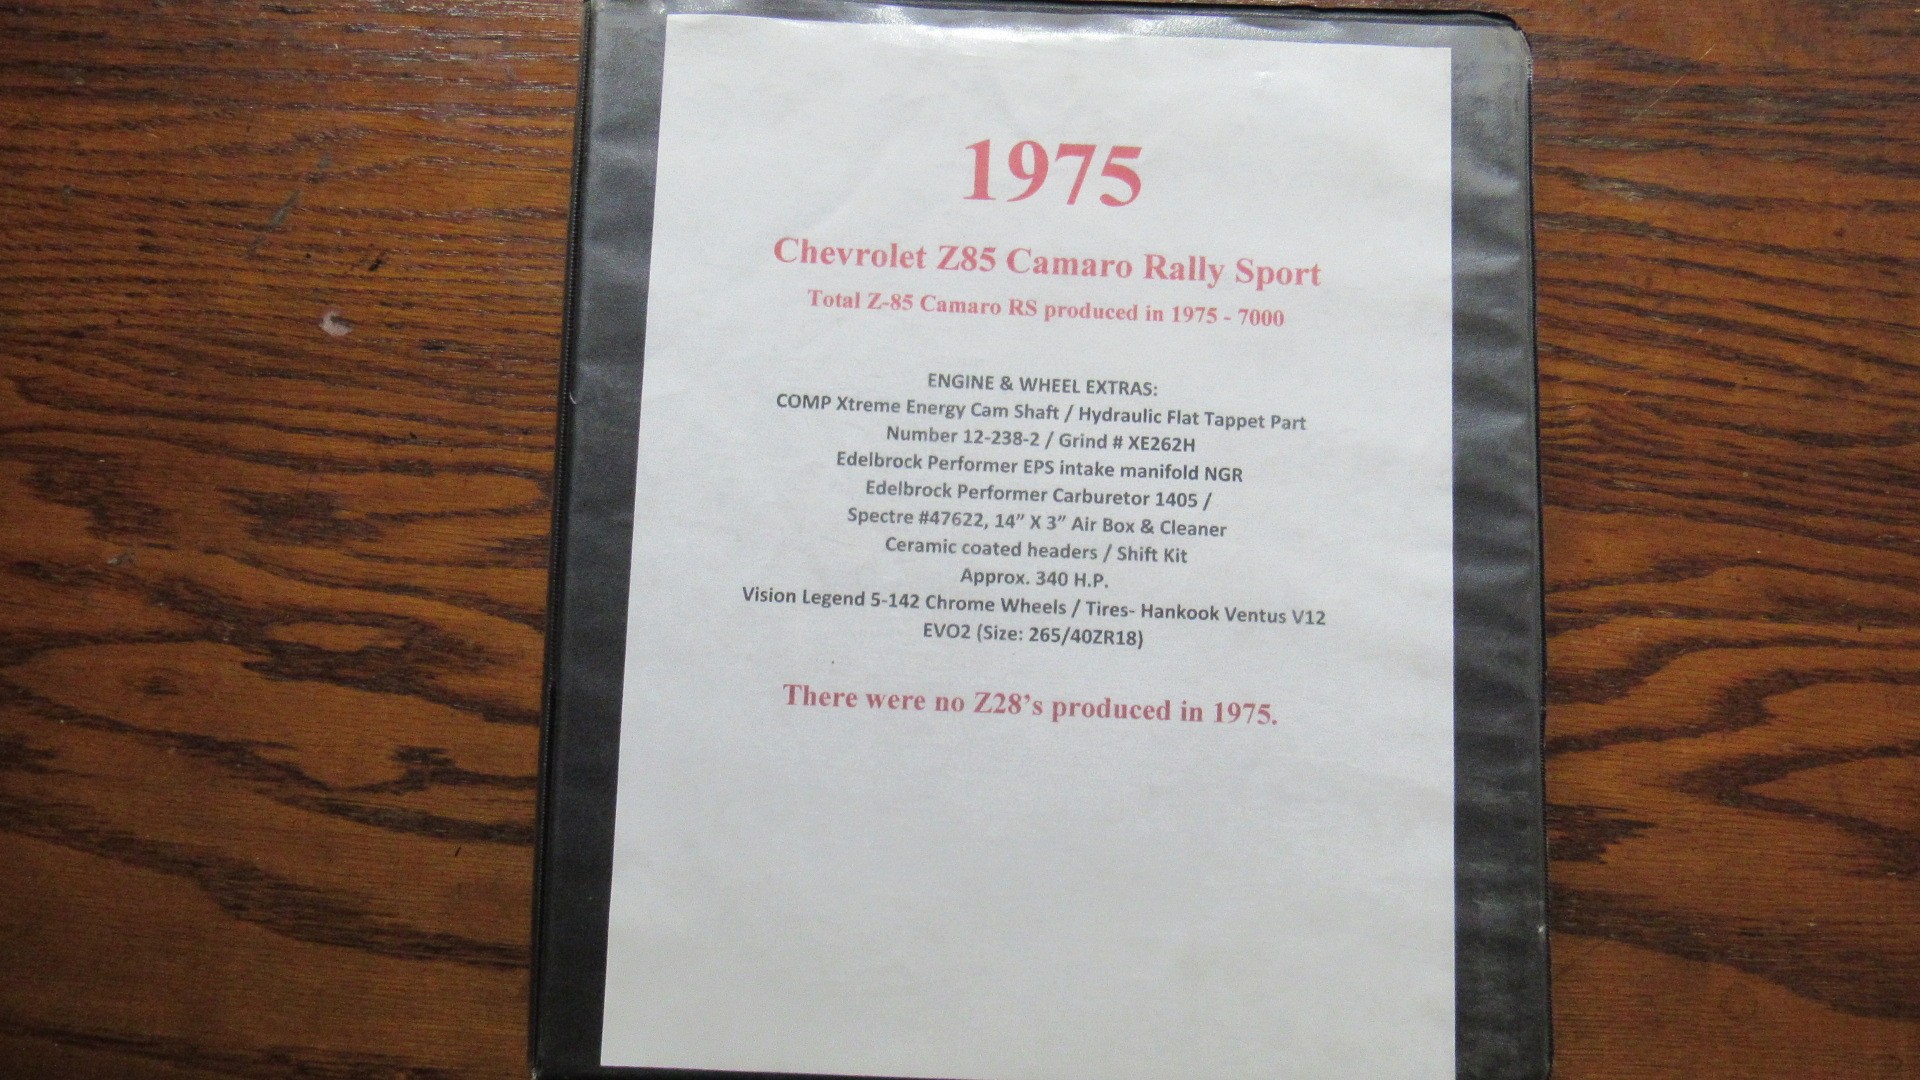 1975
Chevrolet Z85 Camaro Rally Sport
Total Z-85 Camaro RS produced in 1975 - 7000
ENGINE & WHEEL EXTRAS:
COMP Xtreme Energy Cam Shaft / Hydraulic Flat Tappet Part
Number 12-238-2 / Grind # XE262H
Edelbrock Performer EPS intake manifold NGR
Edelbrock Performer Carburetor 1405 /
Spectre #47622, 14” X 3” Air Box & Cleaner
Ceramic coated headers / Shift Kit
Approx. 340 H.P.
Vision Legend 5-142 Chrome Wheels / Tires- Hankook Ventus V12
EVO2 (Size: 265/40ZR18)
There were no Z28’s produced in 1975.